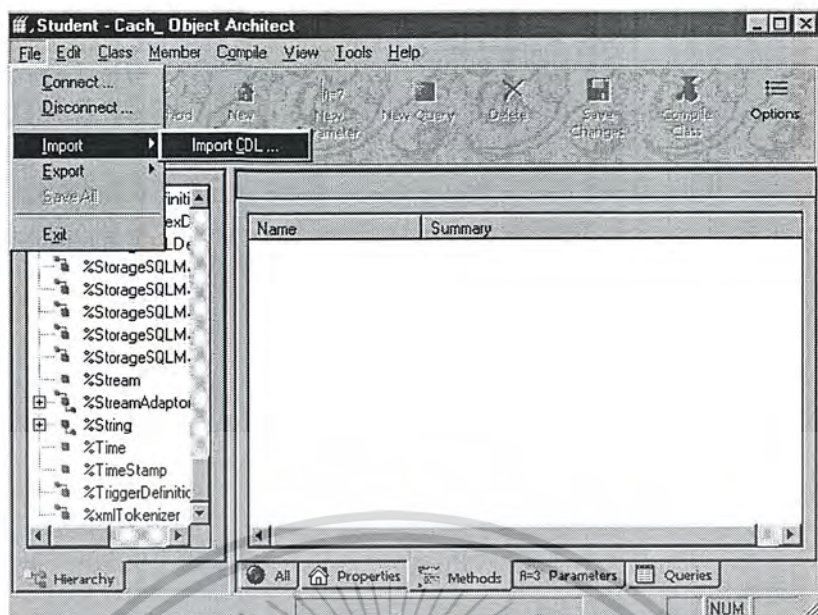 Student - Cach_ Object Architect
File Edit Class Member Compile View Tools Help
Connect ...
Disconnect ...
Import
Export
Save All
Exit
Import CDL ...
New
New
New Query
Delete
Save
Changes
Compile
Class
Options
%StorageSQLM
%StorageSQLM
%StorageSQLM
%StorageSQLM
%StorageSQLM
%Stream
%StreamAdaptor
%String
%Time
%TimeStamp
%TriggerDefinitic
%xmlTokenizer
Hierarchy
Name Summary
All Properties Methods Parameters Queries
NUM